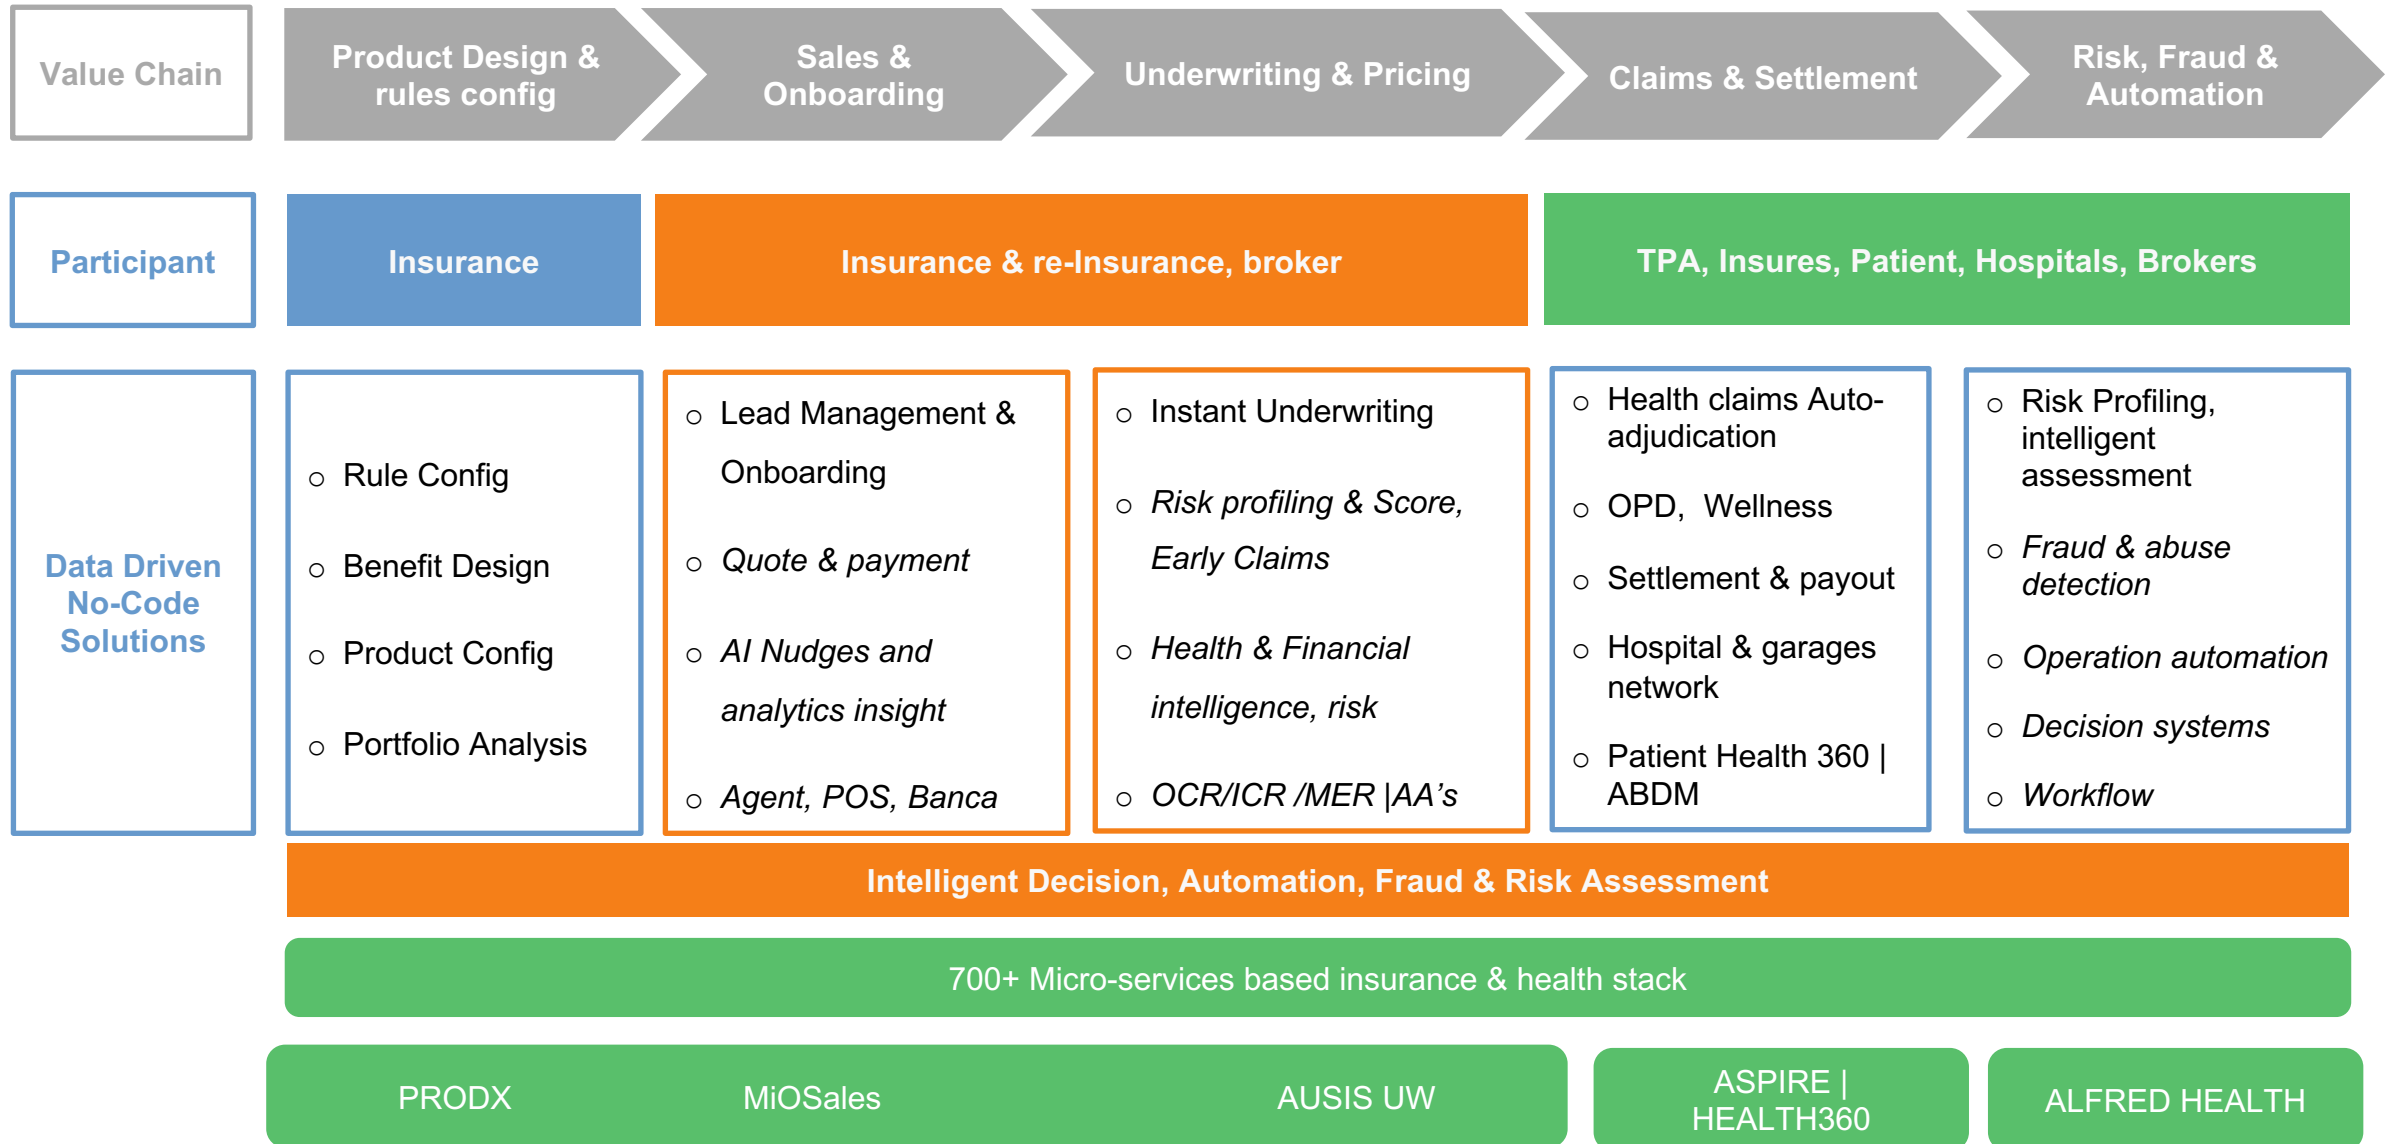 Value Chain
Product Design &
rules config
Sales &
Onboarding
Underwriting & Pricing
Claims & Settlement
Risk, Fraud &
Automation
Participant
Insurance
Insurance & re-Insurance, broker
TPA, Insures, Patient, Hospitals, Brokers
Data Driven
No-Code
Solutions
Rule Config
Benefit Design
Product Config
Portfolio Analysis
Lead Management &
Onboarding
Quote & payment
AI Nudges and
analytics insight
Agent, POS, Banca
Instant Underwriting
Risk profiling & Score,
Early Claims
Health & Financial
intelligence, risk
OCR/ICR /MER |AA’s
Health claims Auto-
adjudication
OPD,  Wellness
Settlement & payout
Hospital & garages
network
Patient Health 360 |
ABDM
Risk Profiling,
intelligent
assessment
Fraud & abuse
detection
Operation automation
Decision systems
Workflow
Intelligent Decision, Automation, Fraud & Risk Assessment
700+ Micro-services based insurance & health stack
PRODX
MiOSales
AUSIS UW
ASPIRE |
HEALTH360
ALFRED HEALTH